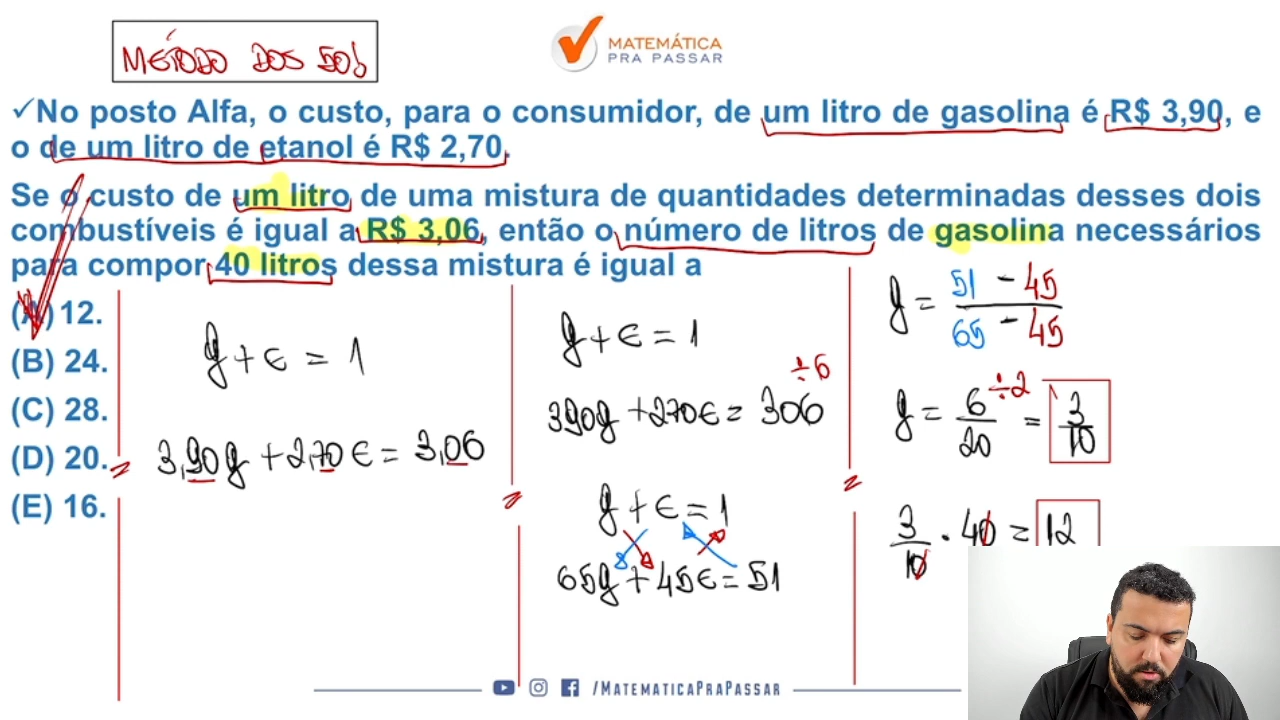 MÉTODO DOS 50%
MATEMÁTICA
PRA PASSAR
✓No posto Alfa, o custo, para o consumidor, de um litro de gasolina é R$ 3,90, e
o de um litro de etanol é R$ 2,70.
Se o custo de um litro de uma mistura de quantidades determinadas desses dois
combustíveis é igual a R$ 3,06, então o número de litros de gasolina necessários
para compor 40 litros dessa mistura é igual a
(A) 12.
(B) 24.
(C) 28.
(D) 20.
(E) 16.
g + e = 1
3,90g + 2,70e = 3,06
g + e = 1
÷6
390g + 270e = 306
g + e = 1
65g + 45e = 51
g = 51 - 45 / 65 - 45
g = 6/20 ÷2 = 3/10
3/10 . 40 = 12
/MATEMATICAPRAPASSAR